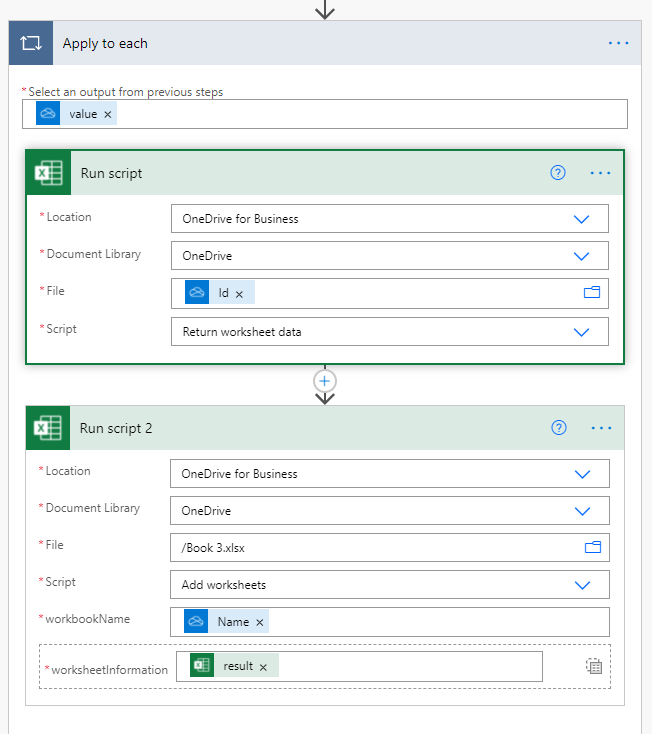 Apply to each
*Select an output from previous steps
value ×
Run script
*Location
OneDrive for Business
*Document Library
OneDrive
*File
Id ×
*Script
Return worksheet data
Run script 2
*Location
OneDrive for Business
*Document Library
OneDrive
*File
/Book 3.xlsx
*Script
Add worksheets
*workbookName
Name ×
*worksheetInformation
result ×